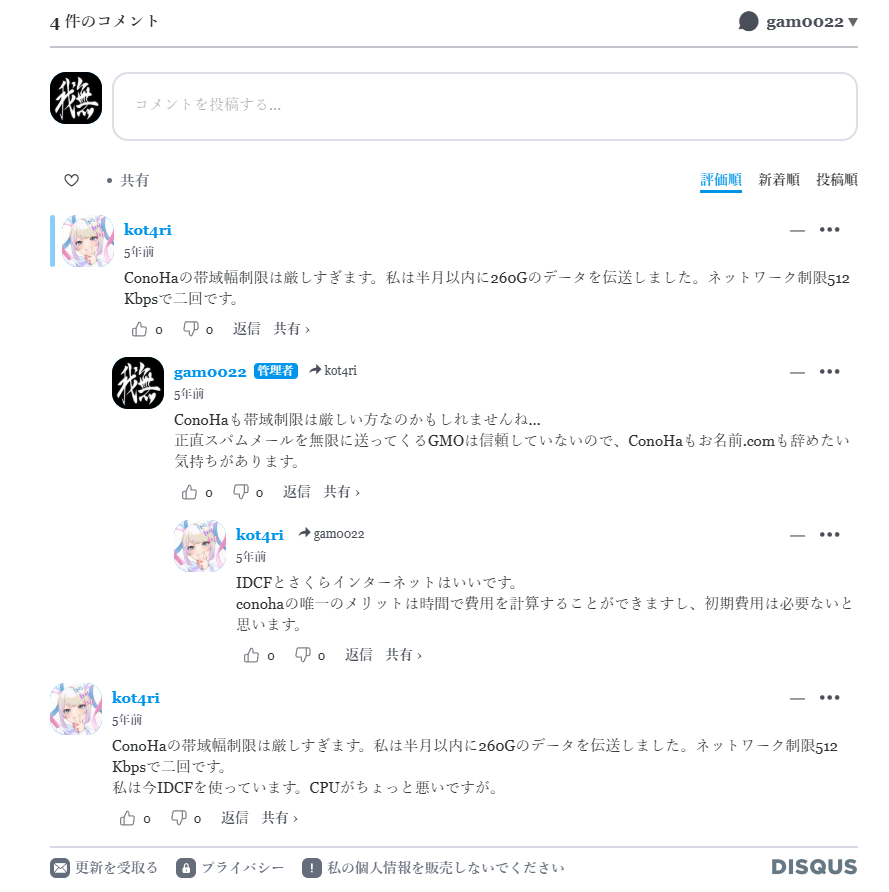 4 件のコメント
gam0022 ▼
我無
コメントを投稿する...
• 共有
評価順 新着順 投稿順
kot4ri — •••
5年前
ConoHaの帯域幅制限は厳しすぎます。私は半月以内に260Gのデータを伝送しました。ネットワーク制限512
Kbpsで二回です。
0 0 返信 共有 ›
我無
gam0022 管理者 kot4ri — •••
5年前
ConoHaも帯域制限は厳しい方なのかもしれませんね...
正直スパムメールを無限に送ってくるGMOは信頼していないので、ConoHaもお名前.comも辞めたい
気持ちがあります。
0 0 返信 共有 ›
kot4ri gam0022 — •••
5年前
IDCFとさくらインターネットはいいです。
conohaの唯一のメリットは時間で費用を計算することができますし、初期費用は必要ないと
思います。
0 0 返信 共有 ›
kot4ri — •••
5年前
ConoHaの帯域幅制限は厳しすぎます。私は半月以内に260Gのデータを伝送しました。ネットワーク制限512
Kbpsで二回です。
私は今IDCFを使っています。CPUがちょっと悪いですが。
0 0 返信 共有 ›
更新を受取る プライバシー ! 私の個人情報を販売しないでください DISQUS